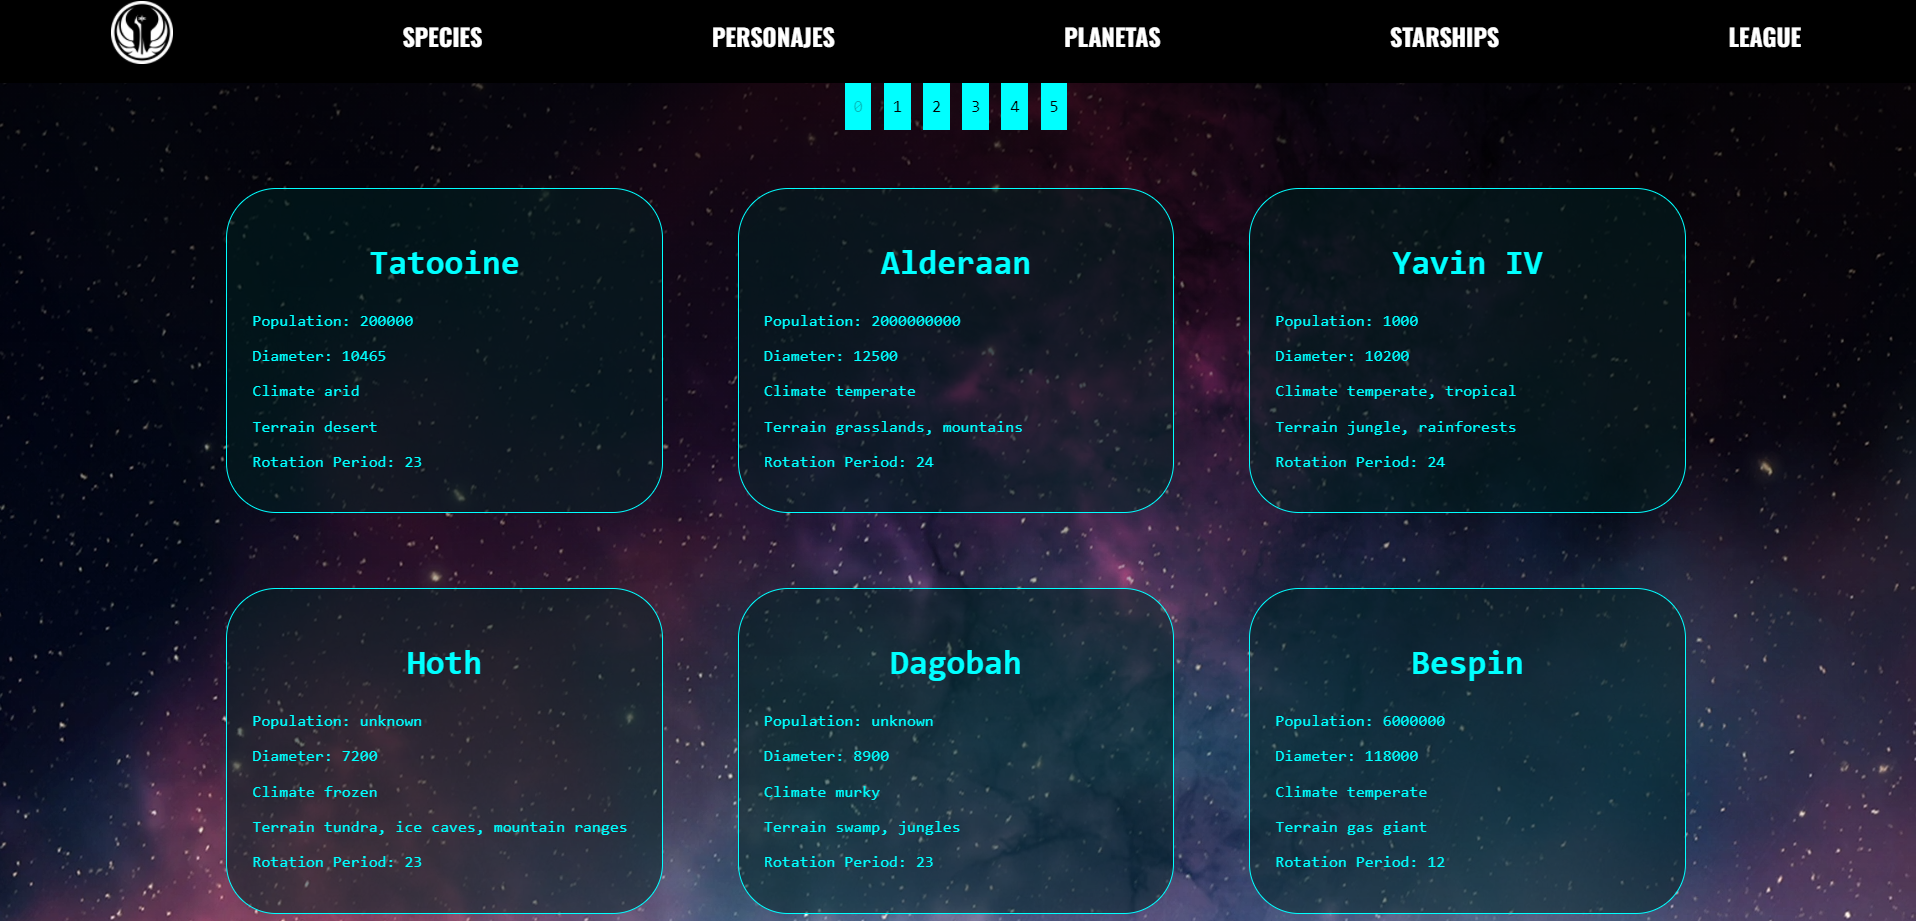 SPECIES PERSONAJES PLANETAS STARSHIPS LEAGUE
0 1 2 3 4 5
Tatooine
Population: 200000
Diameter: 10465
Climate arid
Terrain desert
Rotation Period: 23
Alderaan
Population: 2000000000
Diameter: 12500
Climate temperate
Terrain grasslands, mountains
Rotation Period: 24
Yavin IV
Population: 1000
Diameter: 10200
Climate temperate, tropical
Terrain jungle, rainforests
Rotation Period: 24
Hoth
Population: unknown
Diameter: 7200
Climate frozen
Terrain tundra, ice caves, mountain ranges
Rotation Period: 23
Dagobah
Population: unknown
Diameter: 8900
Climate murky
Terrain swamp, jungles
Rotation Period: 23
Bespin
Population: 6000000
Diameter: 118000
Climate temperate
Terrain gas giant
Rotation Period: 12